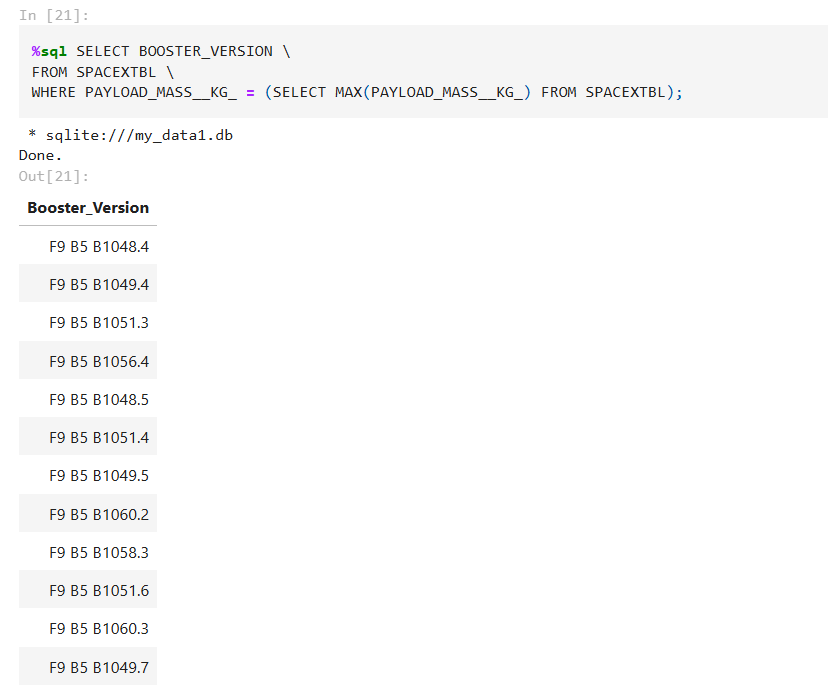 In [21]:
%sql SELECT BOOSTER_VERSION \
FROM SPACEXTBL \
WHERE PAYLOAD_MASS__KG_ = (SELECT MAX(PAYLOAD_MASS__KG_) FROM SPACEXTBL);
* sqlite:///my_data1.db
Done.
Out[21]:
Booster_Version
F9 B5 B1048.4
F9 B5 B1049.4
F9 B5 B1051.3
F9 B5 B1056.4
F9 B5 B1048.5
F9 B5 B1051.4
F9 B5 B1049.5
F9 B5 B1060.2
F9 B5 B1058.3
F9 B5 B1051.6
F9 B5 B1060.3
F9 B5 B1049.7